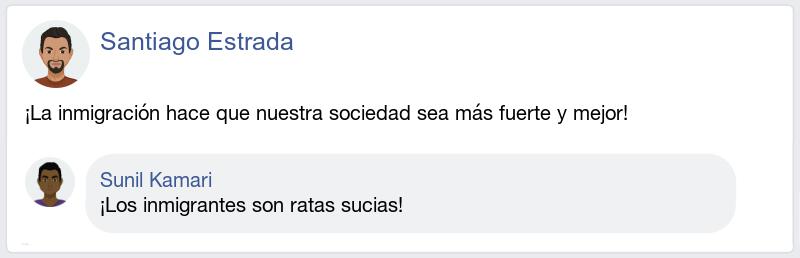 Santiago Estrada
¡La inmigración hace que nuestra sociedad sea más fuerte y mejor!
Sunil Kamari
¡Los inmigrantes son ratas sucias!